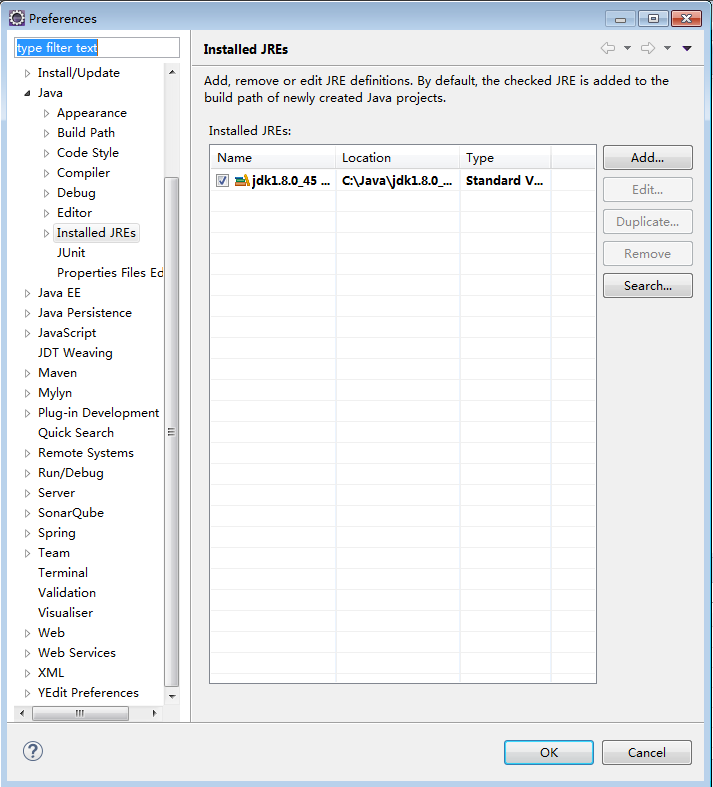 Preferences
type filter text
Install/Update
Java
Appearance
Build Path
Code Style
Compiler
Debug
Editor
Installed JREs
JUnit
Properties Files Ed
Java EE
Java Persistence
JavaScript
JDT Weaving
Maven
Mylyn
Plug-in Development
Quick Search
Remote Systems
Run/Debug
Server
SonarQube
Spring
Team
Terminal
Validation
Visualiser
Web
Web Services
XML
YEdit Preferences
Installed JREs
Add, remove or edit JRE definitions. By default, the checked JRE is added to the
build path of newly created Java projects.
Installed JREs:
Name Location Type
jdk1.8.0_45 ... C:\Java\jdk1.8.0_... Standard V...
Add...
Edit...
Duplicate...
Remove
Search...
?
OK Cancel